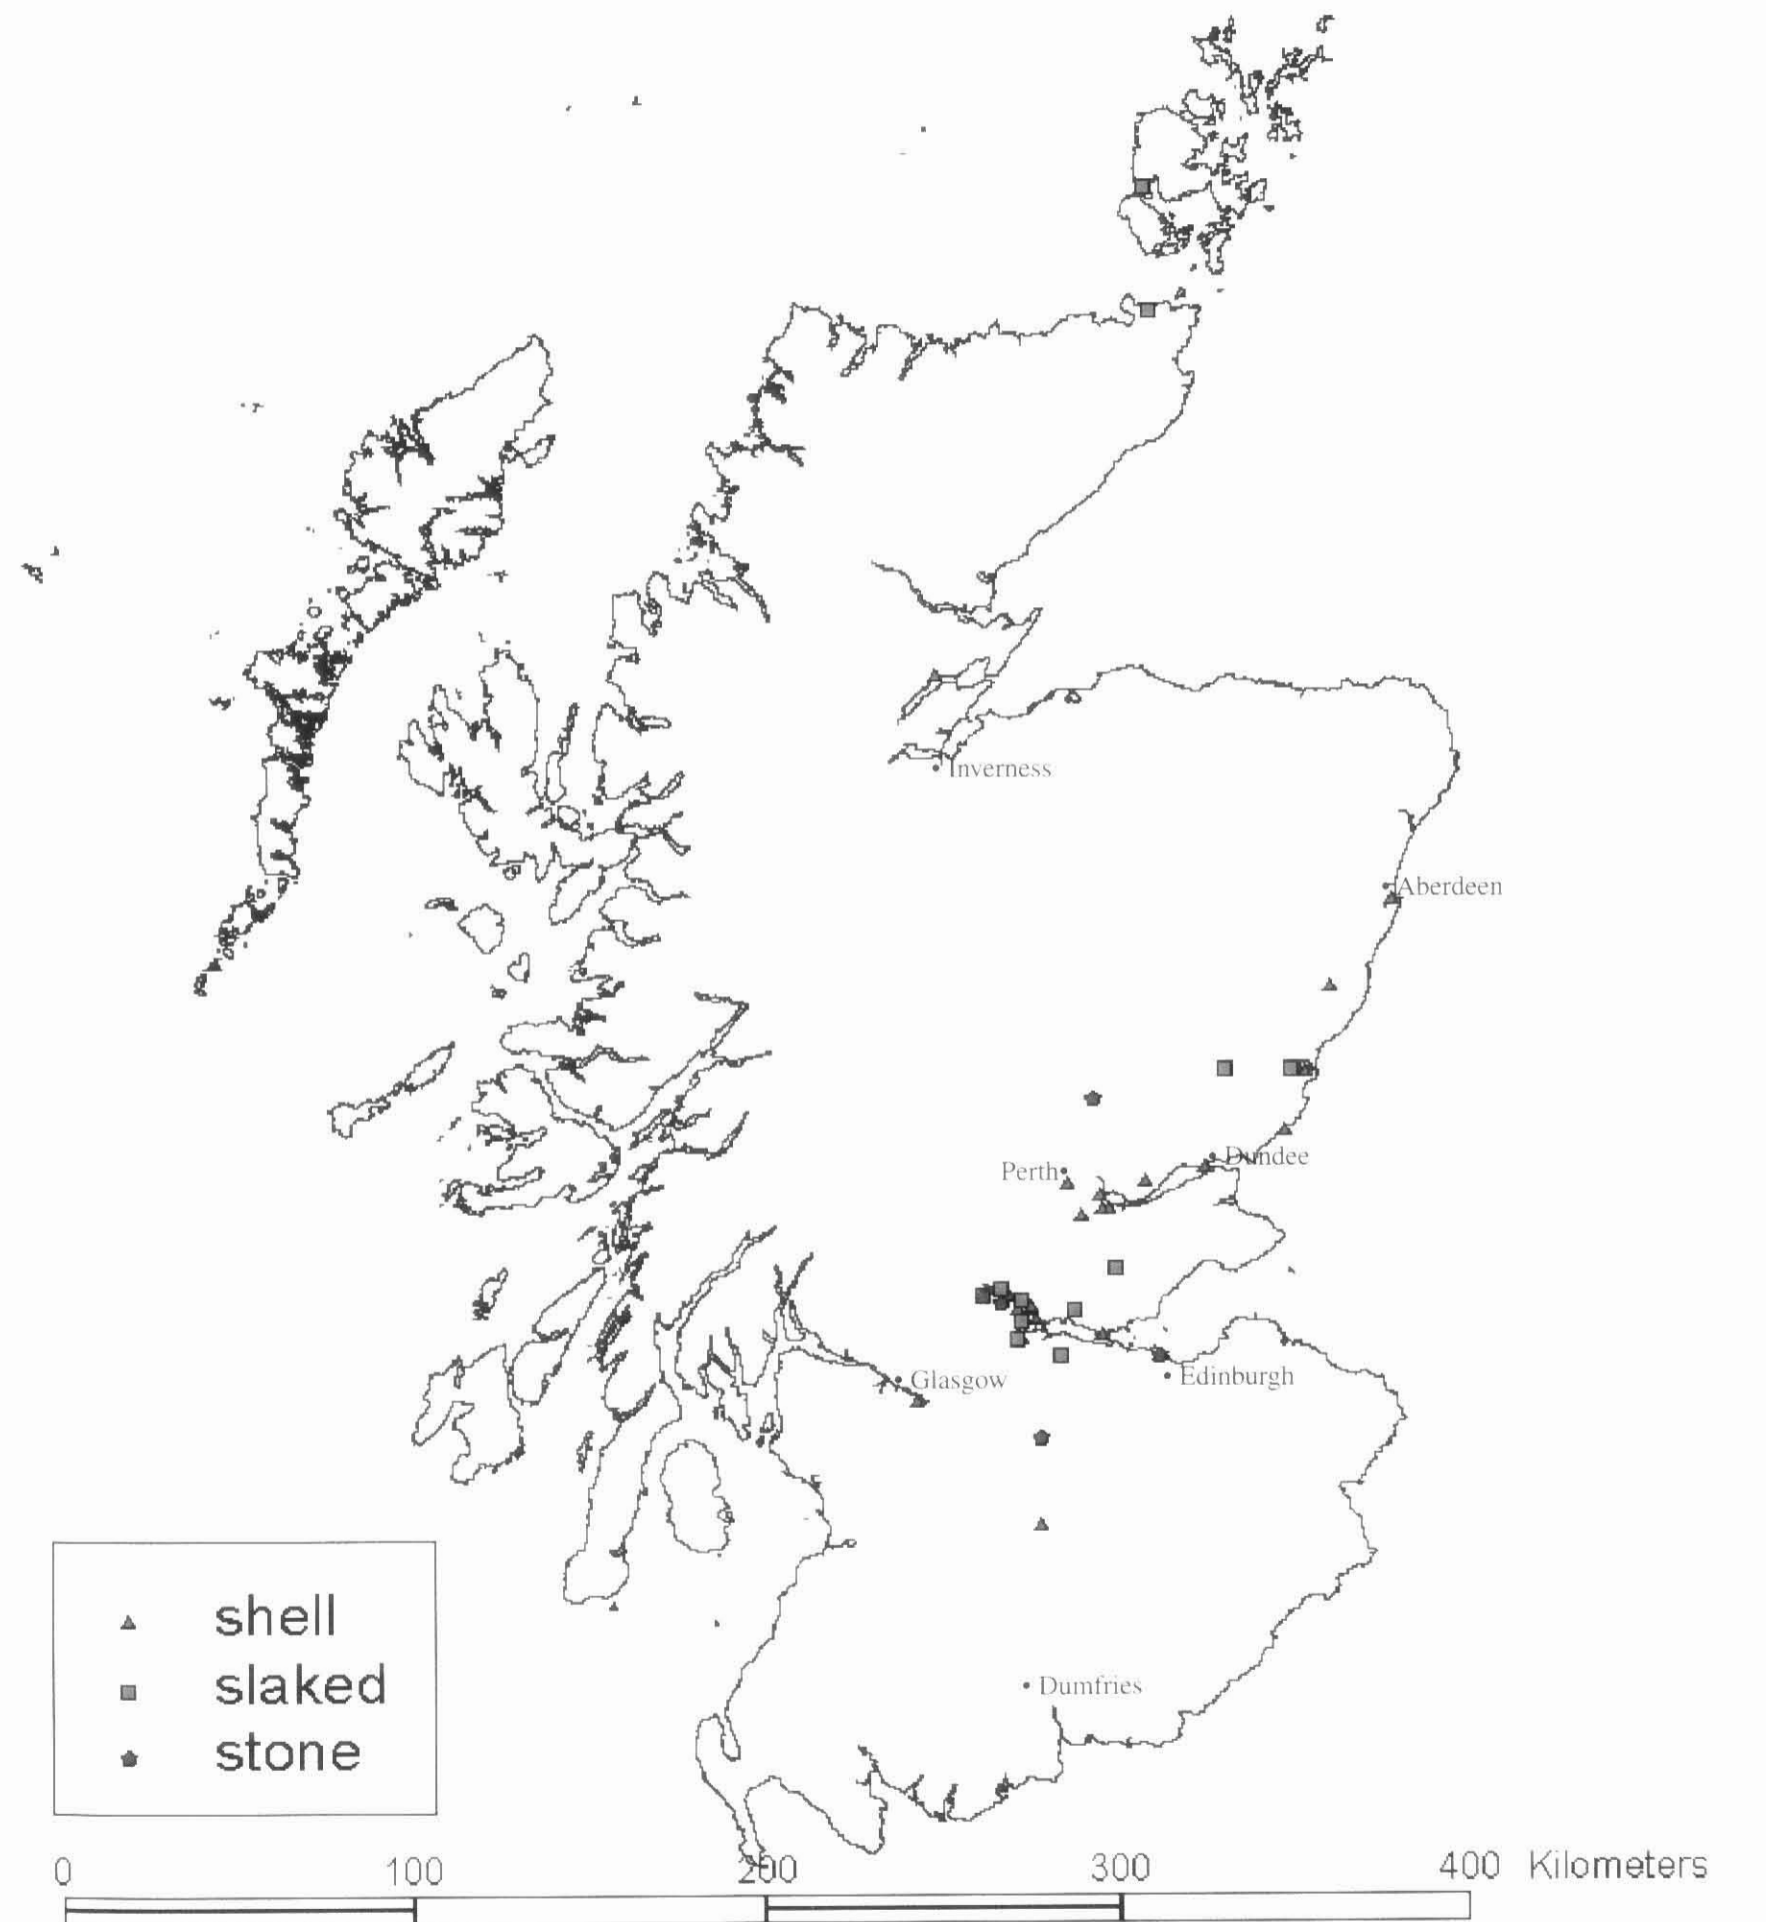 Inverness
Aberdeen
Dundee
Perth
Glasgow
Edinburgh
Dumfries
shell
slaked
stone
0 100 200 300 400 Kilometers